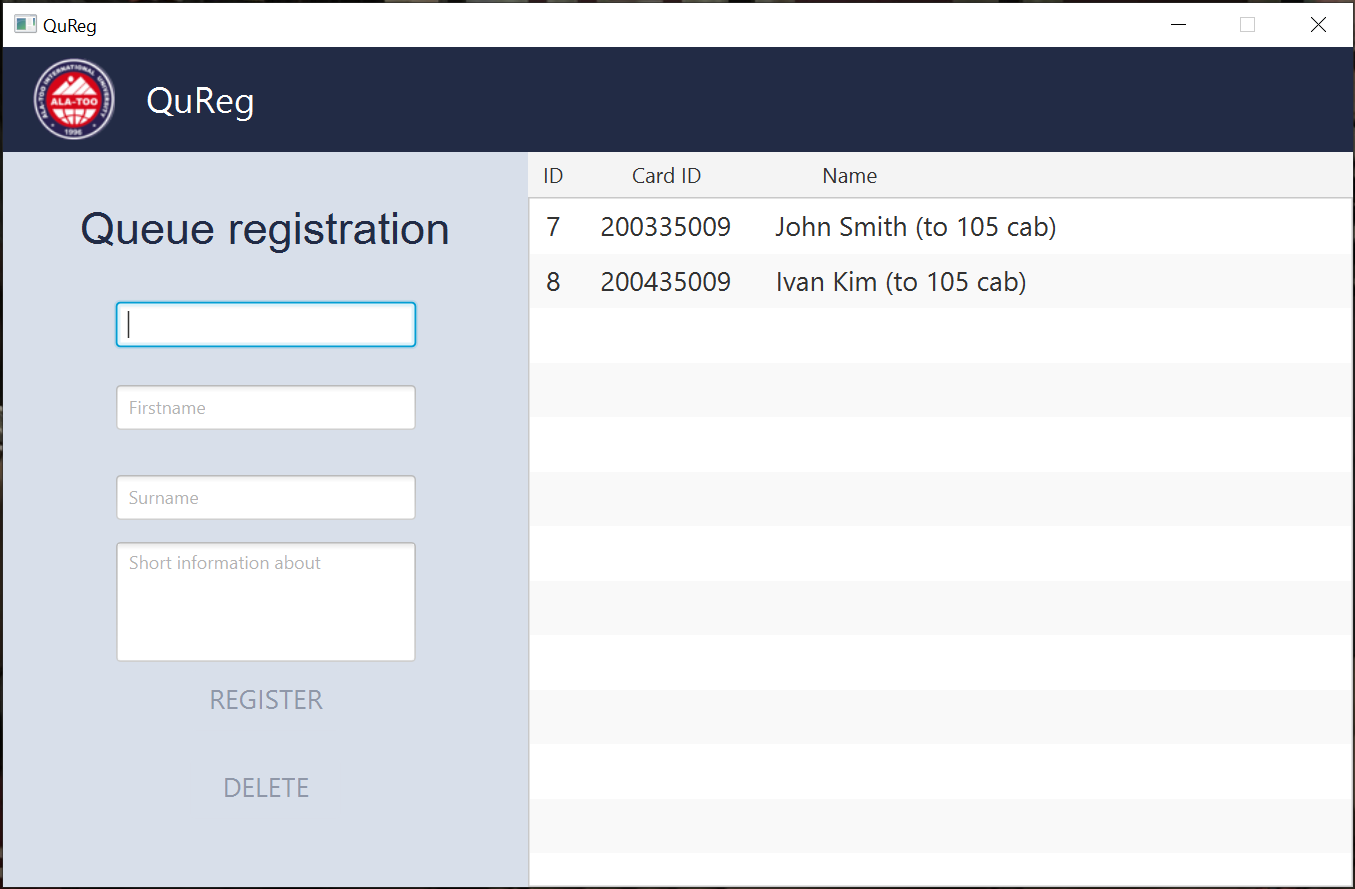 QuReg
ALA-TOO INTERNATIONAL UNIVERSITY
ALA-TOO
1996
QuReg
Queue registration
Firstname
Surname
Short information about
REGISTER
DELETE
ID Card ID Name
7 200335009 John Smith (to 105 cab)
8 200435009 Ivan Kim (to 105 cab)